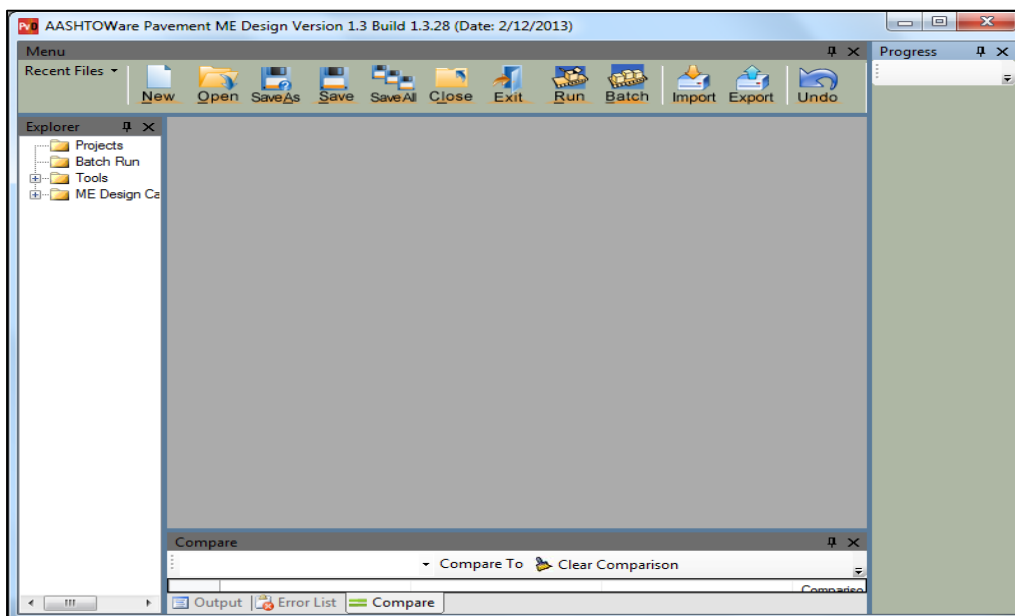 PvD AASHTOWare Pavement ME Design Version 1.3 Build 1.3.28 (Date: 2/12/2013)
Menu
Recent Files
New Open SaveAs Save SaveAll Close Exit Run Batch Import Export Undo
Progress
Explorer
Projects
Batch Run
Tools
ME Design Ca
Compare
Compare To Clear Comparison
Compariso
Output Error List Compare